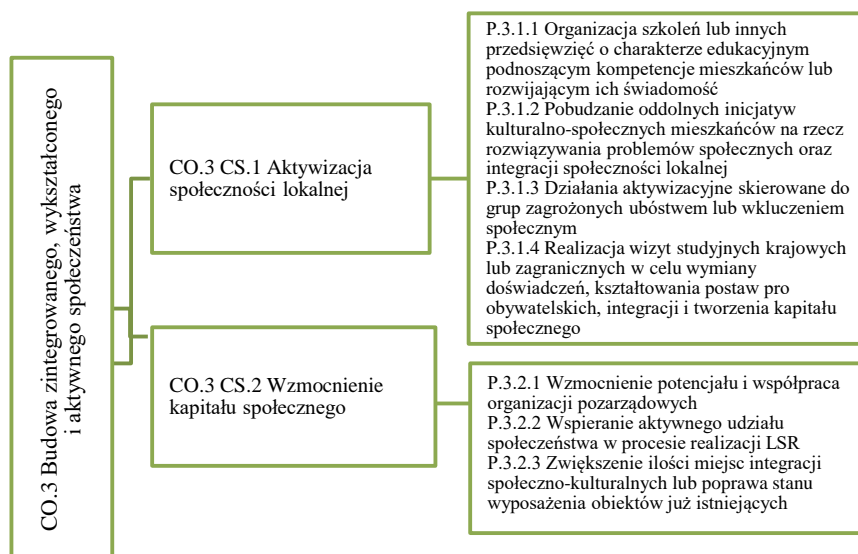 CO.3 Budowa zintegrowanego, wykształconego
i aktywnego społeczeństwa
CO.3 CS.1 Aktywizacja
społeczności lokalnej
P.3.1.1 Organizacja szkoleń lub innych
przedsięwzięć o charakterze edukacyjnym
podnoszącym kompetencje mieszkańców lub
rozwijającym ich świadomość
P.3.1.2 Pobudzanie oddolnych inicjatyw
kulturalno-społecznych mieszkańców na rzecz
rozwiązywania problemów społecznych oraz
integracji społeczności lokalnej
P.3.1.3 Działania aktywizacyjne skierowane do
grup zagrożonych ubóstwem lub wkluczeniem
społecznym
P.3.1.4 Realizacja wizyt studyjnych krajowych
lub zagranicznych w celu wymiany
doświadczeń, kształtowania postaw pro
obywatelskich, integracji i tworzenia kapitału
społecznego
CO.3 CS.2 Wzmocnienie
kapitału społecznego
P.3.2.1 Wzmocnienie potencjału i współpraca
organizacji pozarządowych
P.3.2.2 Wspieranie aktywnego udziału
społeczeństwa w procesie realizacji LSR
P.3.2.3 Zwiększenie ilości miejsc integracji
społeczno-kulturalnych lub poprawa stanu
wyposażenia obiektów już istniejących